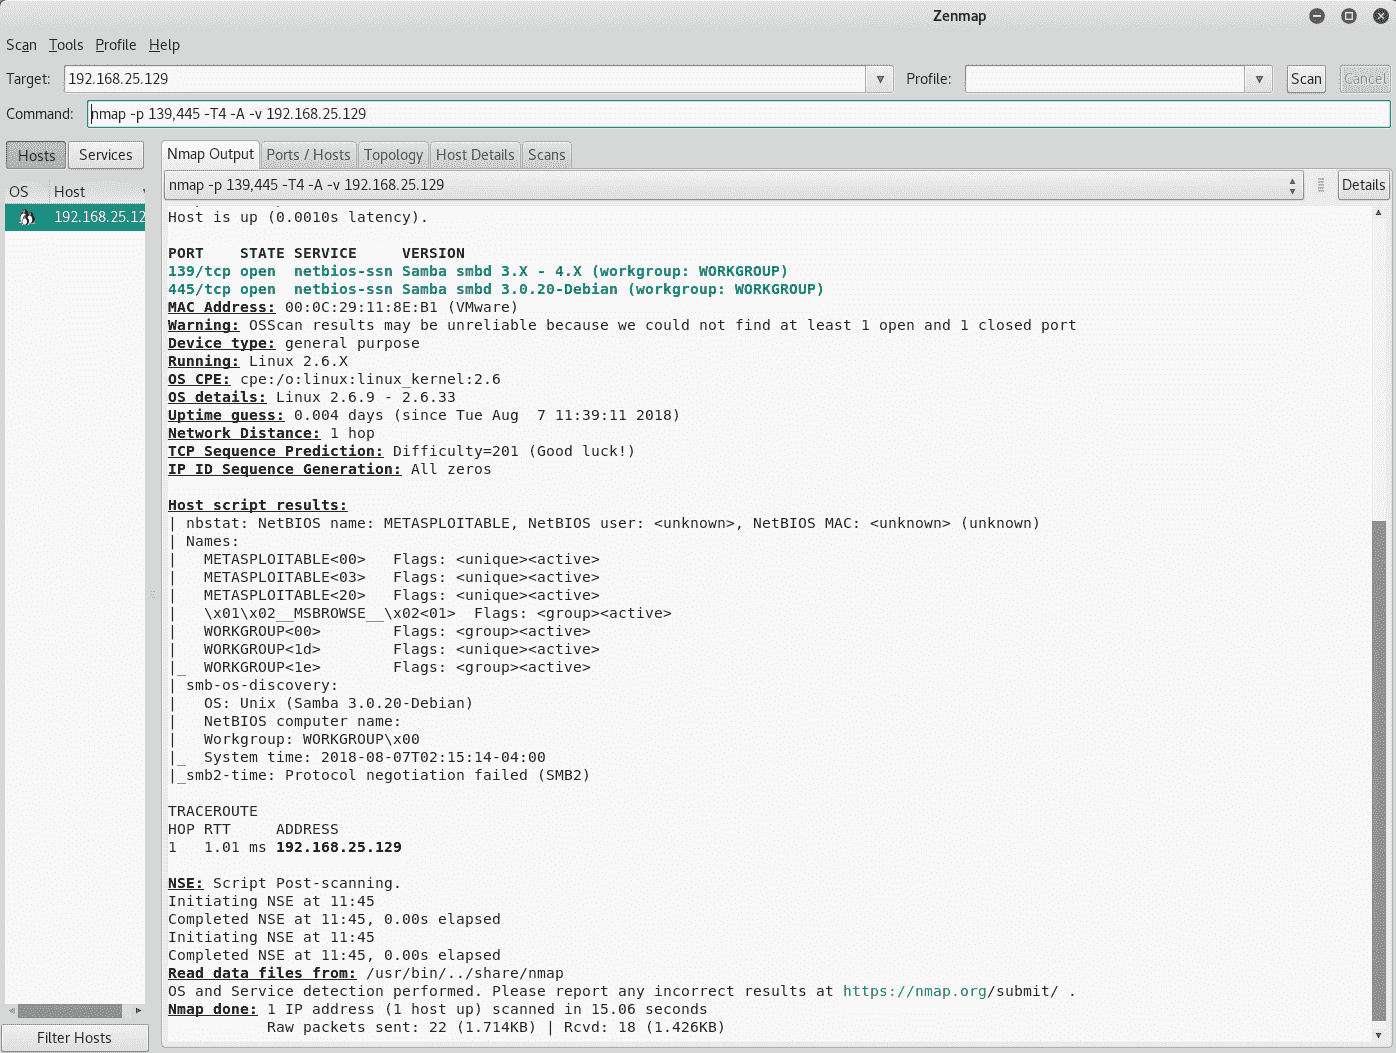 Zenmap
Scan Tools Profile Help
Target: 192.168.25.129 Profile: Scan Cancel
Command: nmap -p 139,445 -T4 -A -v 192.168.25.129
Hosts Services Nmap Output Ports / Hosts Topology Host Details Scans
OS Host nmap -p 139,445 -T4 -A -v 192.168.25.129 Details
192.168.25.12
Host is up (0.0010s latency).
PORT    STATE SERVICE     VERSION
139/tcp open  netbios-ssn Samba smbd 3.X - 4.X (workgroup: WORKGROUP)
445/tcp open  netbios-ssn Samba smbd 3.0.20-Debian (workgroup: WORKGROUP)
MAC Address: 00:0C:29:11:8E:B1 (VMware)
Warning: OSScan results may be unreliable because we could not find at least 1 open and 1 closed port
Device type: general purpose
Running: Linux 2.6.X
OS CPE: cpe:/o:linux:linux_kernel:2.6
OS details: Linux 2.6.9 - 2.6.33
Uptime guess: 0.004 days (since Tue Aug  7 11:39:11 2018)
Network Distance: 1 hop
TCP Sequence Prediction: Difficulty=201 (Good luck!)
IP ID Sequence Generation: All zeros
Host script results:
| nbstat: NetBIOS name: METASPLOITABLE, NetBIOS user: <unknown>, NetBIOS MAC: <unknown> (unknown)
| Names:
|   METASPLOITABLE<00>   Flags: <unique><active>
|   METASPLOITABLE<03>   Flags: <unique><active>
|   METASPLOITABLE<20>   Flags: <unique><active>
|   \x01\x02__MSBROWSE__\x02<01>  Flags: <group><active>
|   WORKGROUP<00>        Flags: <group><active>
|   WORKGROUP<1d>        Flags: <unique><active>
|_  WORKGROUP<1e>        Flags: <group><active>
| smb-os-discovery:
|   OS: Unix (Samba 3.0.20-Debian)
|   NetBIOS computer name:
|   Workgroup: WORKGROUP\x00
|_  System time: 2018-08-07T02:15:14-04:00
|_smb2-time: Protocol negotiation failed (SMB2)
TRACEROUTE
HOP RTT     ADDRESS
1   1.01 ms 192.168.25.129
NSE: Script Post-scanning.
Initiating NSE at 11:45
Completed NSE at 11:45, 0.00s elapsed
Initiating NSE at 11:45
Completed NSE at 11:45, 0.00s elapsed
Read data files from: /usr/bin/../share/nmap
OS and Service detection performed. Please report any incorrect results at https://nmap.org/submit/ .
Nmap done: 1 IP address (1 host up) scanned in 15.06 seconds
Raw packets sent: 22 (1.714KB) | Rcvd: 18 (1.426KB)
Filter Hosts